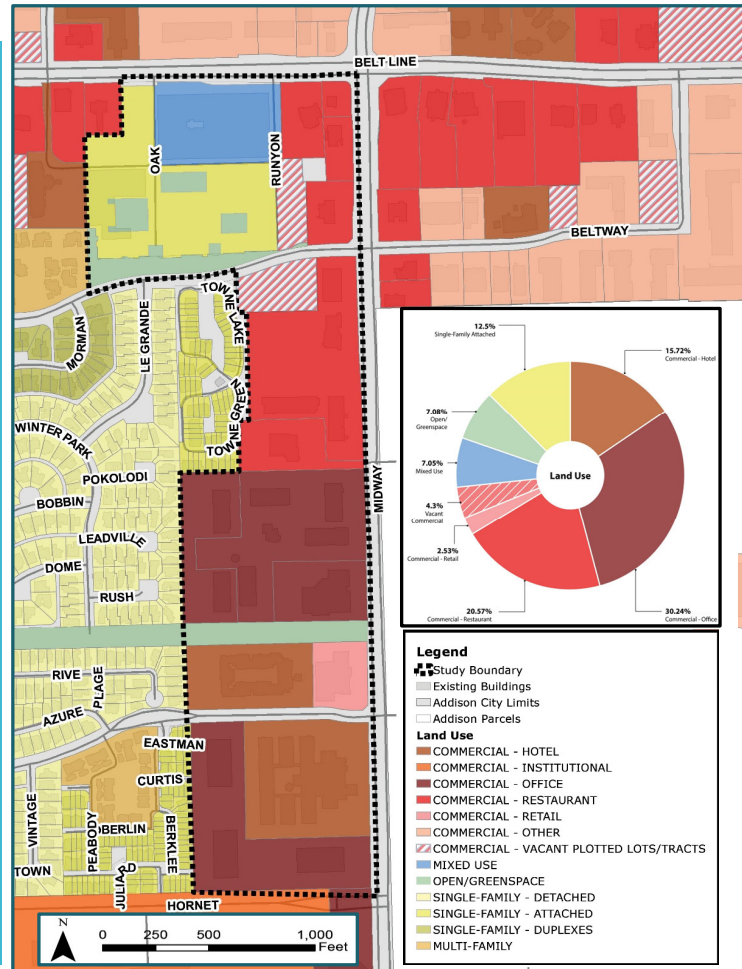 BELT LINE
OAK
RUNYON
BELTWAY
TOWNE LAKE
MORMAN
LE GRANDE
TOWNE GREEN
WINTER PARK
MIDWAY
POKOLODI
BOBBIN
LEADVILLE
DOME
RUSH
RIVE
PLAGE
AZURE
EASTMAN
CURTIS
VINTAGE
PEABODY
OBERLIN
BERKLEE
TOWN
JULIARD
HORNET
N
0 250 500 1,000
Feet
12.5%
Single-Family Attached
15.72%
Commercial - Hotel
7.08%
Open/
Greenspace
7.05%
Mixed Use
Land Use
4.3%
Vacant
Commercial
2.53%
Commercial - Retail
20.57%
Commercial - Restaurant
30.24%
Commercial - Office
Legend
Study Boundary
Existing Buildings
Addison City Limits
Addison Parcels
Land Use
COMMERCIAL - HOTEL
COMMERCIAL - INSTITUTIONAL
COMMERCIAL - OFFICE
COMMERCIAL - RESTAURANT
COMMERCIAL - RETAIL
COMMERCIAL - OTHER
COMMERCIAL - VACANT PLOTTED LOTS/TRACTS
MIXED USE
OPEN/GREENSPACE
SINGLE-FAMILY - DETACHED
SINGLE-FAMILY - ATTACHED
SINGLE-FAMILY - DUPLEXES
MULTI-FAMILY